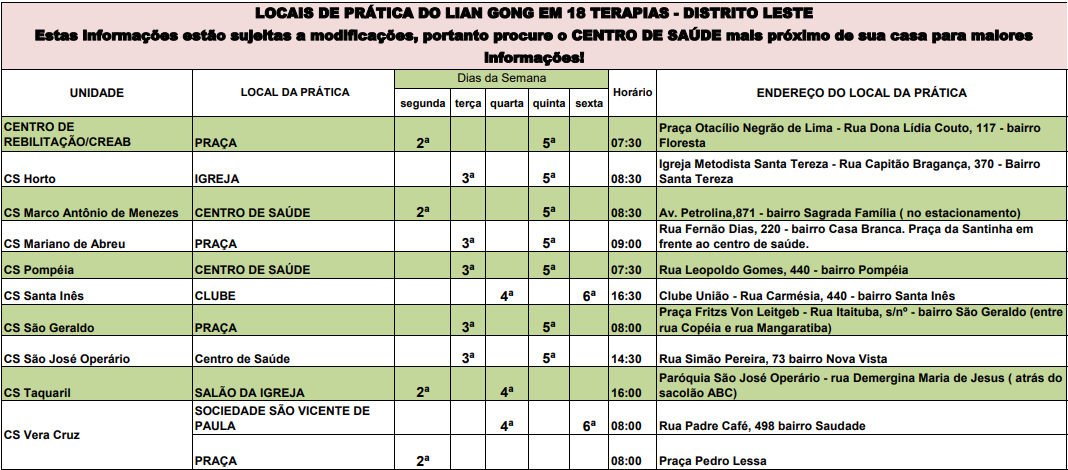 LOCAIS DE PRÁTICA DO LIAN GONG EM 18 TERAPIAS - DISTRITO LESTE
Estas informações estão sujeitas a modificações, portanto procure o CENTRO DE SAÚDE mais próximo de sua casa para maiores
informações!
UNIDADE LOCAL DA PRÁTICA Dias da Semana Horário ENDEREÇO DO LOCAL DA PRÁTICA
segunda terça quarta quinta sexta
CENTRO DE
REBILITAÇÃO/CREAB PRAÇA 2ª 5ª 07:30 Praça Otacílio Negrão de Lima - Rua Dona Lídia Couto, 117 - bairro
Floresta
CS Horto IGREJA 3ª 5ª 08:30 Igreja Metodista Santa Tereza - Rua Capitão Bragança, 370 - Bairro
Santa Tereza
CS Marco Antônio de Menezes CENTRO DE SAÚDE 2ª 5ª 08:30 Av. Petrolina,871 - bairro Sagrada Família ( no estacionamento)
CS Mariano de Abreu PRAÇA 3ª 5ª 09:00 Rua Fernão Dias, 220 - bairro Casa Branca. Praça da Santinha em
frente ao centro de saúde.
CS Pompéia CENTRO DE SAÚDE 3ª 5ª 07:30 Rua Leopoldo Gomes, 440 - bairro Pompéia
CS Santa Inês CLUBE 4ª 6ª 16:30 Clube União - Rua Carmésia, 440 - bairro Santa Inês
CS São Geraldo PRAÇA 3ª 5ª 08:00 Praça Fritzs Von Leitgeb - Rua Itaituba, s/nº - bairro São Geraldo (entre
rua Copéia e rua Mangaratiba)
CS São José Operário Centro de Saúde 3ª 5ª 14:30 Rua Simão Pereira, 73 bairro Nova Vista
CS Taquaril SALÃO DA IGREJA 2ª 4ª 16:00 Paróquia São José Operário - rua Demergina Maria de Jesus ( atrás do
sacolão ABC)
CS Vera Cruz SOCIEDADE SÃO VICENTE DE
PAULA 4ª 6ª 08:00 Rua Padre Café, 498 bairro Saudade
PRAÇA 2ª 08:00 Praça Pedro Lessa